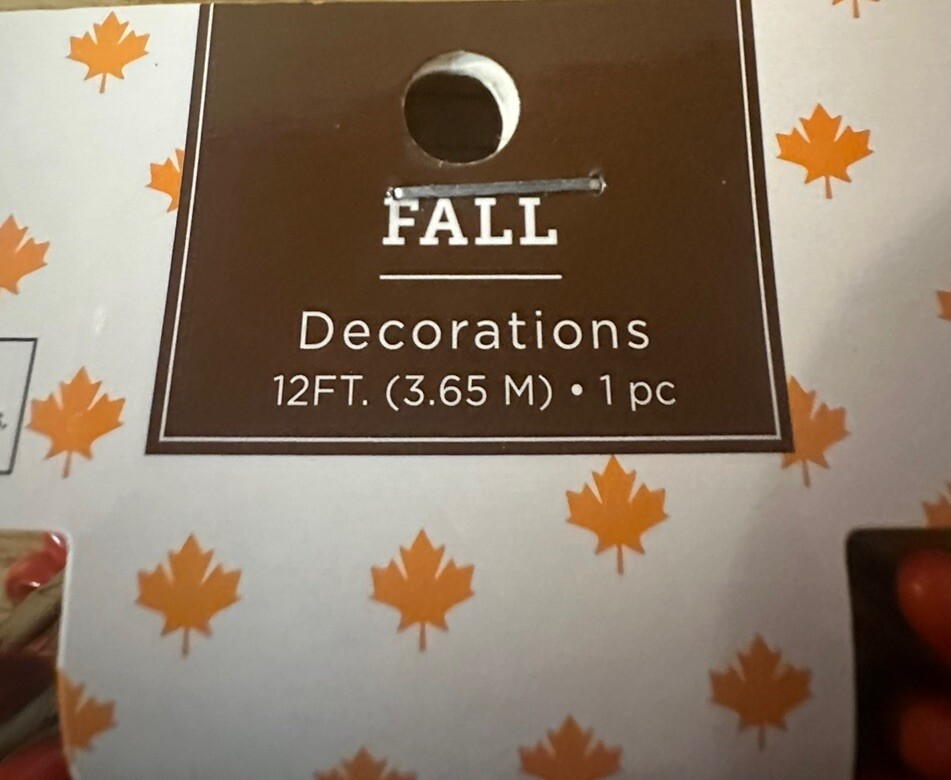 FALL
Decorations
12FT. (3.65 M) • 1 pc